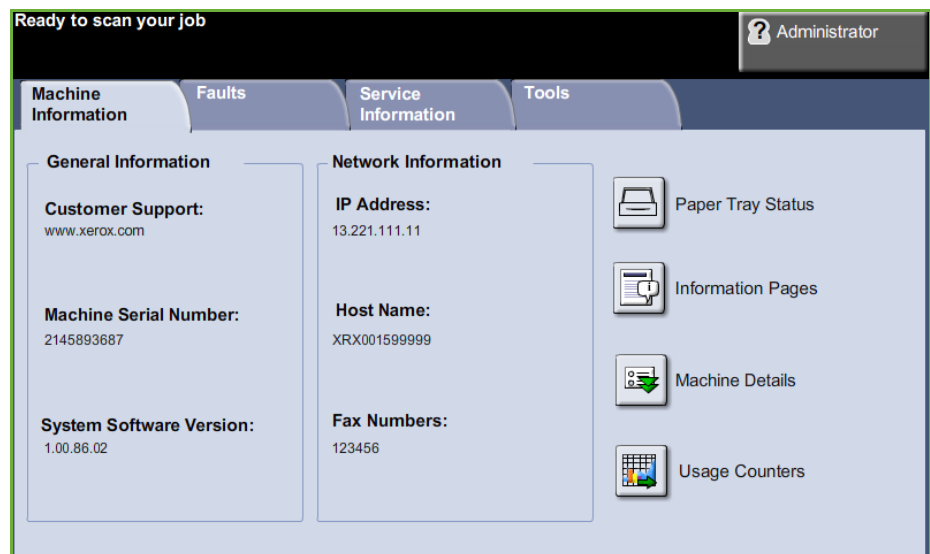 Ready to scan your job
Administrator
Machine
Information
Faults
Service
Information
Tools
General Information
Customer Support:
www.xerox.com
Machine Serial Number:
2145893687
System Software Version:
1.00.86.02
Network Information
IP Address:
13.221.111.11
Host Name:
XRX001599999
Fax Numbers:
123456
Paper Tray Status
Information Pages
Machine Details
Usage Counters